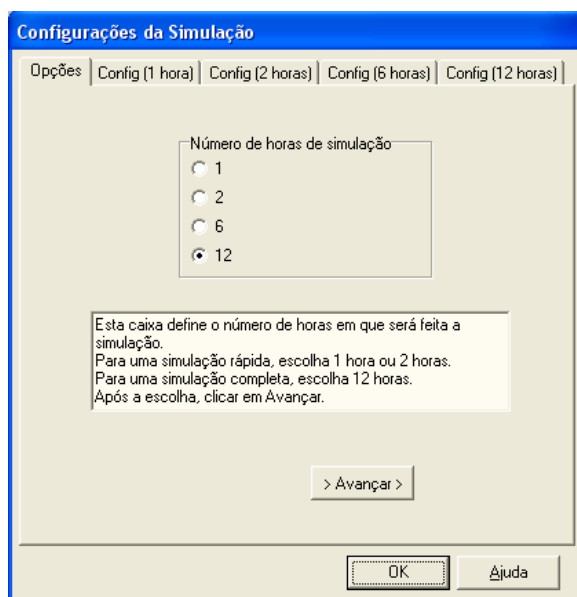 Configurações da Simulação
Opções
Config (1 hora)
Config (2 horas)
Config (6 horas)
Config (12 horas)
Número de horas de simulação
1
2
6
12
Esta caixa define o número de horas em que será feita a
simulação.
Para uma simulação rápida, escolha 1 hora ou 2 horas.
Para uma simulação completa, escolha 12 horas.
Após a escolha, clicar em Avançar.
> Avançar >
OK
Ajuda